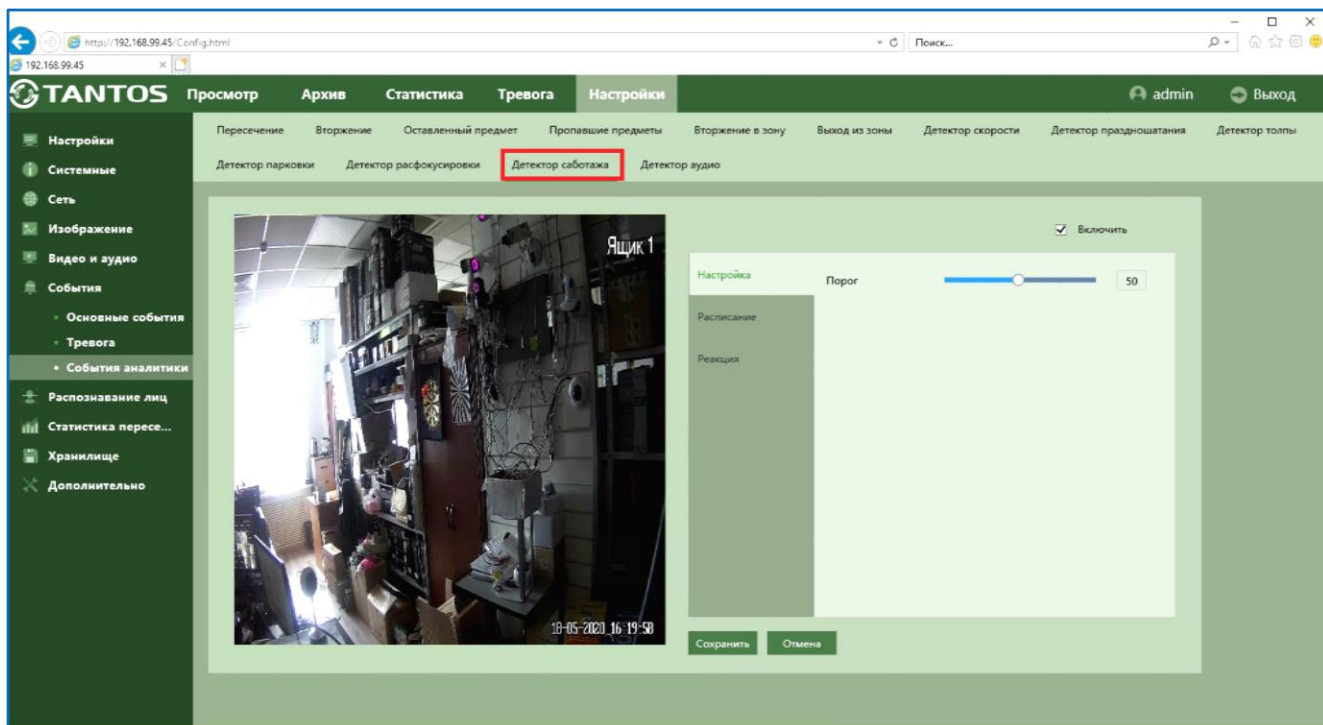 http://192.168.99.45/Config.html
Поиск...
192.168.99.45
TANTOS Просмотр Архив Статистика Тревога Настройки admin Выход
Настройки
Системные
Сеть
Изображение
Видео и аудио
События
Основные события
Тревога
События аналитики
Распознавание лиц
Статистика пересе...
Хранилище
Дополнительно
Пересечение Вторжение Оставленный предмет Пропавшие предметы Вторжение в зону Выход из зоны Детектор скорости Детектор праздношатания Детектор толпы
Детектор парковки Детектор расфокусировки Детектор саботажа Детектор аудио
Ящик 1
18-05-2020 16:19:58
Включить
Настройка
Расписание
Реакция
Порог 50
Сохранить Отмена